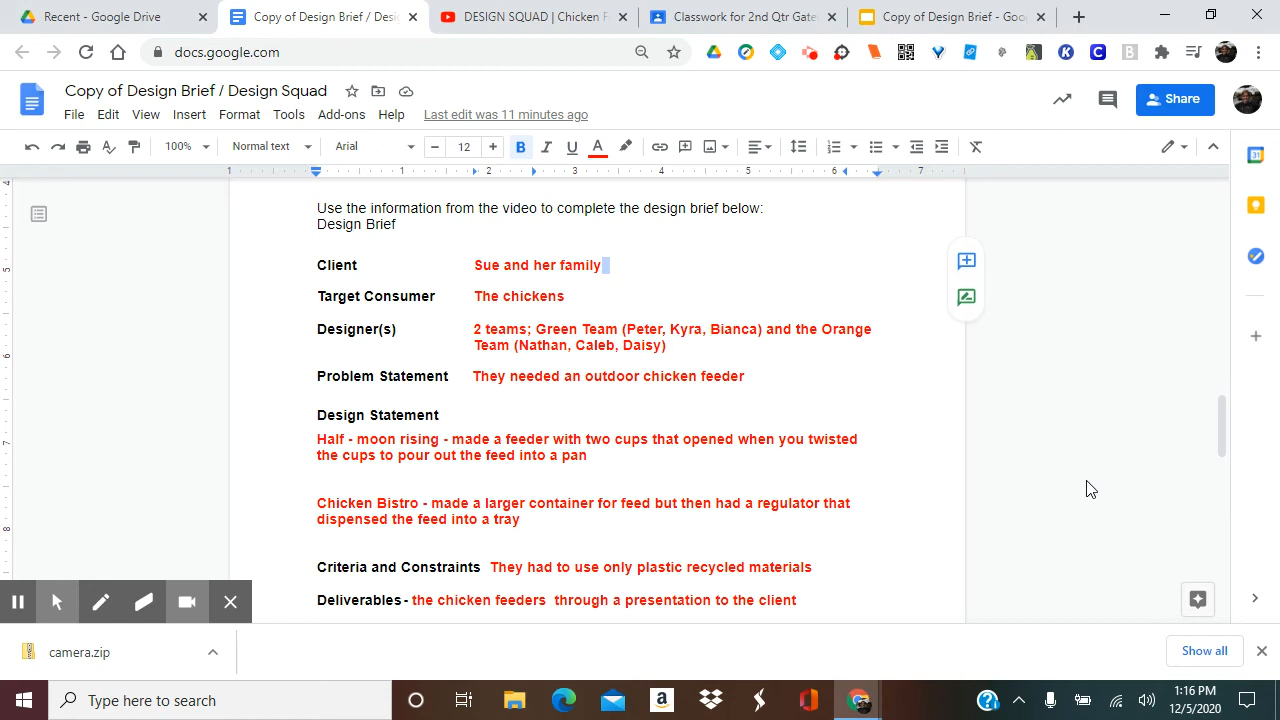 Recent - Google Drive
Copy of Design Brief / Desi
DESIGN SQUAD | Chicken F
Classwork for 2nd Qtr Gate
Copy of Design Brief - Goo
docs.google.com
Copy of Design Brief / Design Squad
File Edit View Insert Format Tools Add-ons Help Last edit was 11 minutes ago
Share
100% Normal text Arial 12 B I U A
1 1 2 3 4 5 6 7
Use the information from the video to complete the design brief below:
Design Brief
Client Sue and her family
Target Consumer The chickens
Designer(s) 2 teams; Green Team (Peter, Kyra, Bianca) and the Orange
Team (Nathan, Caleb, Daisy)
Problem Statement They needed an outdoor chicken feeder
Design Statement
Half - moon rising - made a feeder with two cups that opened when you twisted
the cups to pour out the feed into a pan
Chicken Bistro - made a larger container for feed but then had a regulator that
dispensed the feed into a tray
Criteria and Constraints They had to use only plastic recycled materials
Deliverables - the chicken feeders through a presentation to the client
camera.zip
Show all
Type here to search
1:16 PM
12/5/2020